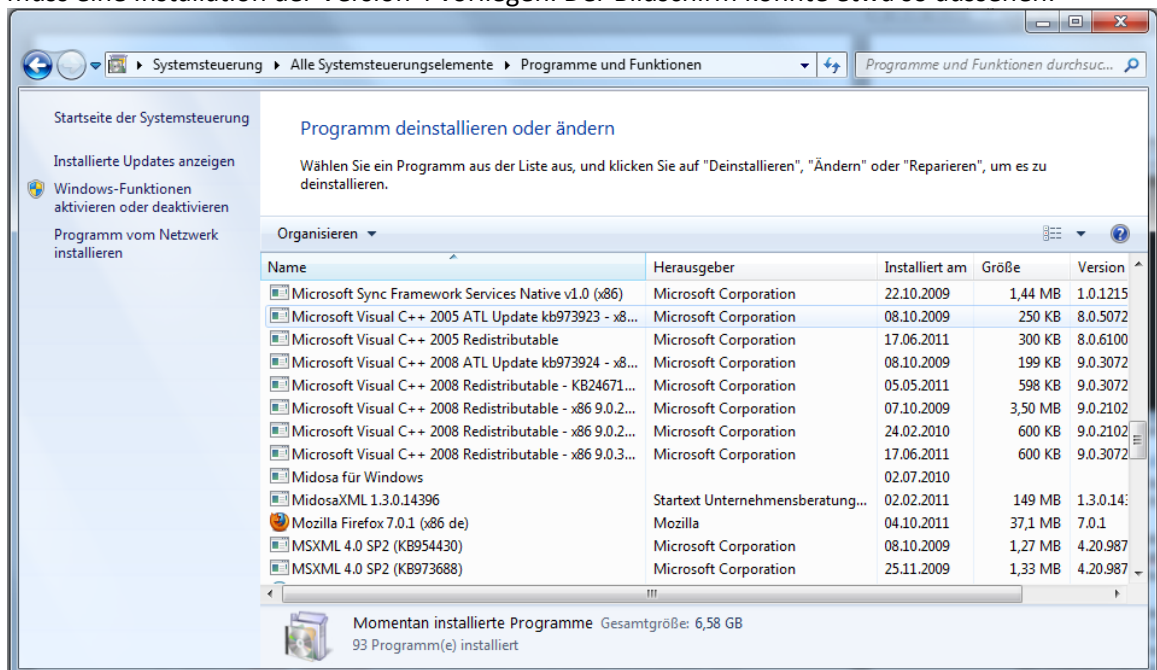 muss eine Installation der Version 4 vorliegen. Der Bildschirm könnte etwa so aussehen:
Systemsteuerung ▸ Alle Systemsteuerungselemente ▸ Programme und Funktionen
Programme und Funktionen durchsuc...
Startseite der Systemsteuerung
Installierte Updates anzeigen
Windows-Funktionen
aktivieren oder deaktivieren
Programm vom Netzwerk
installieren
Programm deinstallieren oder ändern
Wählen Sie ein Programm aus der Liste aus, und klicken Sie auf "Deinstallieren", "Ändern" oder "Reparieren", um es zu
deinstallieren.
Organisieren
Name Herausgeber Installiert am Größe Version
Microsoft Sync Framework Services Native v1.0 (x86) Microsoft Corporation 22.10.2009 1,44 MB 1.0.1215
Microsoft Visual C++ 2005 ATL Update kb973923 - x8... Microsoft Corporation 08.10.2009 250 KB 8.0.5072
Microsoft Visual C++ 2005 Redistributable Microsoft Corporation 17.06.2011 300 KB 8.0.6100
Microsoft Visual C++ 2008 ATL Update kb973924 - x8... Microsoft Corporation 08.10.2009 199 KB 9.0.3072
Microsoft Visual C++ 2008 Redistributable - KB24671... Microsoft Corporation 05.05.2011 598 KB 9.0.3072
Microsoft Visual C++ 2008 Redistributable - x86 9.0.2... Microsoft Corporation 07.10.2009 3,50 MB 9.0.2102
Microsoft Visual C++ 2008 Redistributable - x86 9.0.2... Microsoft Corporation 24.02.2010 600 KB 9.0.2102
Microsoft Visual C++ 2008 Redistributable - x86 9.0.3... Microsoft Corporation 17.06.2011 600 KB 9.0.3072
Midosa für Windows 02.07.2010
MidosaXML 1.3.0.14396 Startext Unternehmensberatung... 02.02.2011 149 MB 1.3.0.143
Mozilla Firefox 7.0.1 (x86 de) Mozilla 04.10.2011 37,1 MB 7.0.1
MSXML 4.0 SP2 (KB954430) Microsoft Corporation 08.10.2009 1,27 MB 4.20.987
MSXML 4.0 SP2 (KB973688) Microsoft Corporation 25.11.2009 1,33 MB 4.20.987
Momentan installierte Programme Gesamtgröße: 6,58 GB
93 Programm(e) installiert